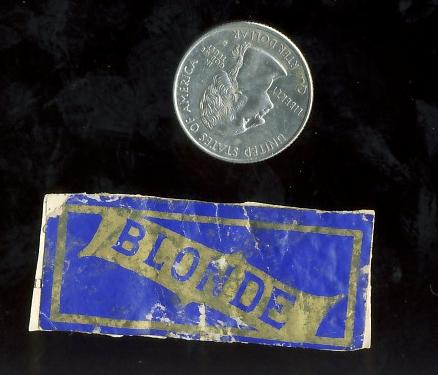 UNITED STATES OF AMERICA
LIBERTY
QUARTER DOLLAR
BLONDE